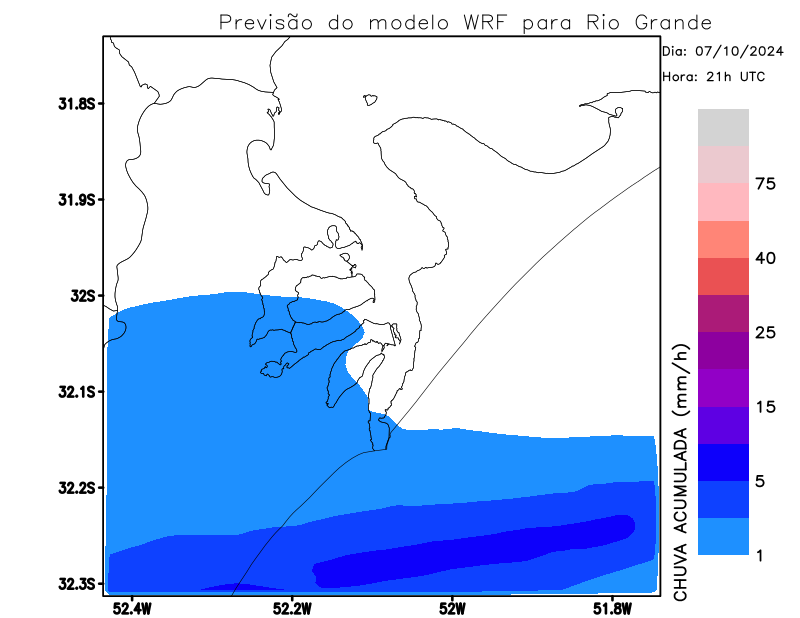 Previsão do modelo WRF para Rio Grande
Dia: 07/10/2024
Hora: 21h UTC
31.8S
31.9S
32S
32.1S
32.2S
32.3S
52.4W
52.2W
52W
51.8W
75
40
25
15
5
1
CHUVA ACUMULADA (mm/h)